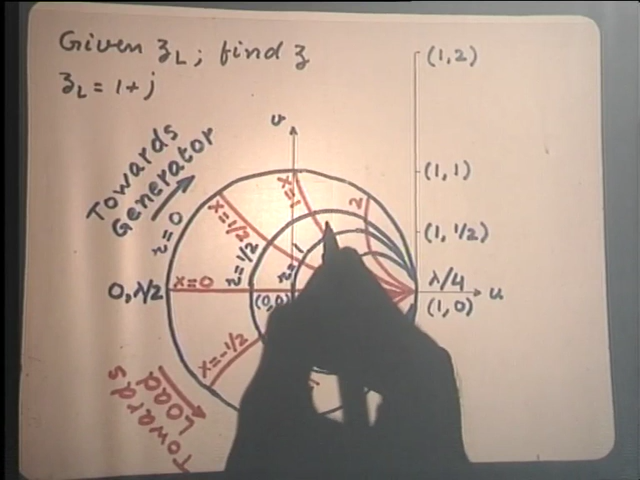 Given zL; find z
zL = 1+j
(1,2)
v
Towards
Generator
(1,1)
x=1
2
x=1/2
r=0
r=1/2
r=1
(1,1/2)
0,λ/2
x=0
(0,0)
λ/4
(1,0)
u
x=-1/2
Towards
LOAD